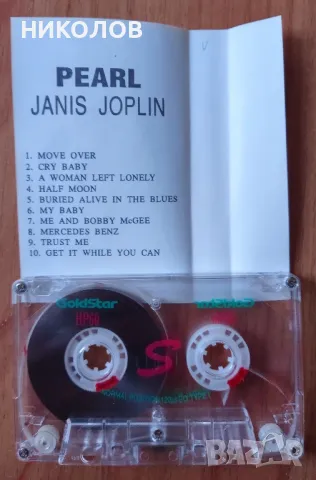 НИКОЛОВ
PEARL
JANIS JOPLIN
1. MOVE OVER
2. CRY BABY
3. A WOMAN LEFT LONELY
4. HALF MOON
5. BURIED ALIVE IN THE BLUES
6. MY BABY
7. ME AND BOBBY McGEE
8. MERCEDES BENZ
9. TRUST ME
10. GET IT WHILE YOU CAN
GoldStar GoldStar
HP60
S
BAZAR